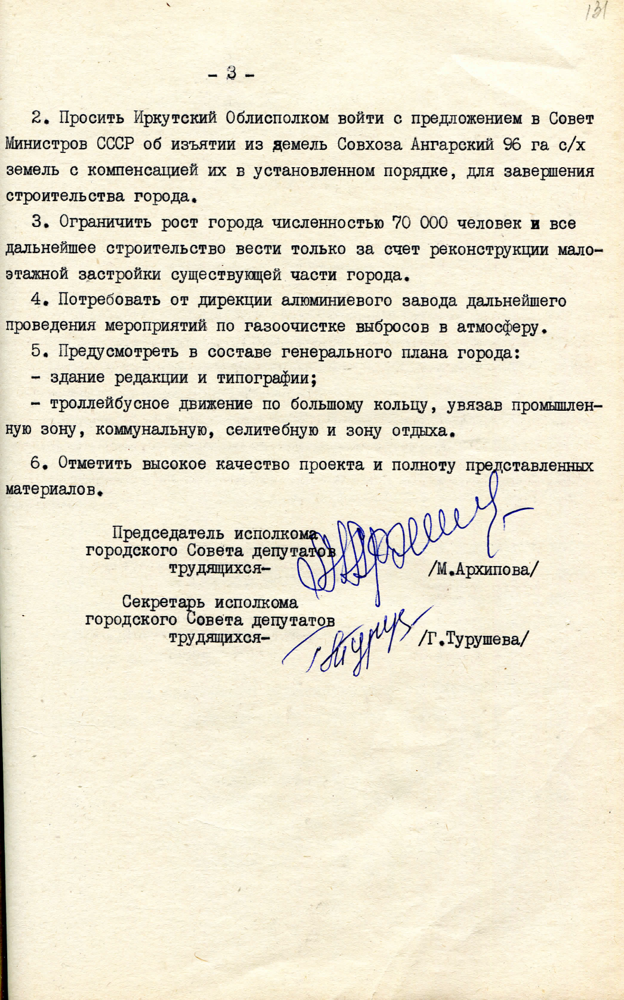 131
- 3 -
2. Просить Иркутский Облисполком войти с предложением в Совет
Министров СССР об изъятии из демель Совхоза Ангарский 96 га с/х
земель с компенсацией их в установленном порядке, для завершения
строительства города.
3. Ограничить рост города численностью 70 000 человек и все
дальнейшее строительство вести только за счет реконструкции мало-
этажной застройки существующей части города.
4. Потребовать от дирекции алюминиевого завода дальнейшего
проведения мероприятий по газоочистке выбросов в атмосферу.
5. Предусмотреть в составе генерального плана города:
- здание редакции и типографии;
- троллейбусное движение по большому кольцу, увязав промышлен-
ную зону, коммунальную, селитебную и зону отдыха.
6. Отметить высокое качество проекта и полноту представленных
материалов.
Председатель исполкома
городского Совета депутатов
трудящихся- /М.Архипова/
Секретарь исполкома
городского Совета депутатов
трудящихся- /Г.Турушева/